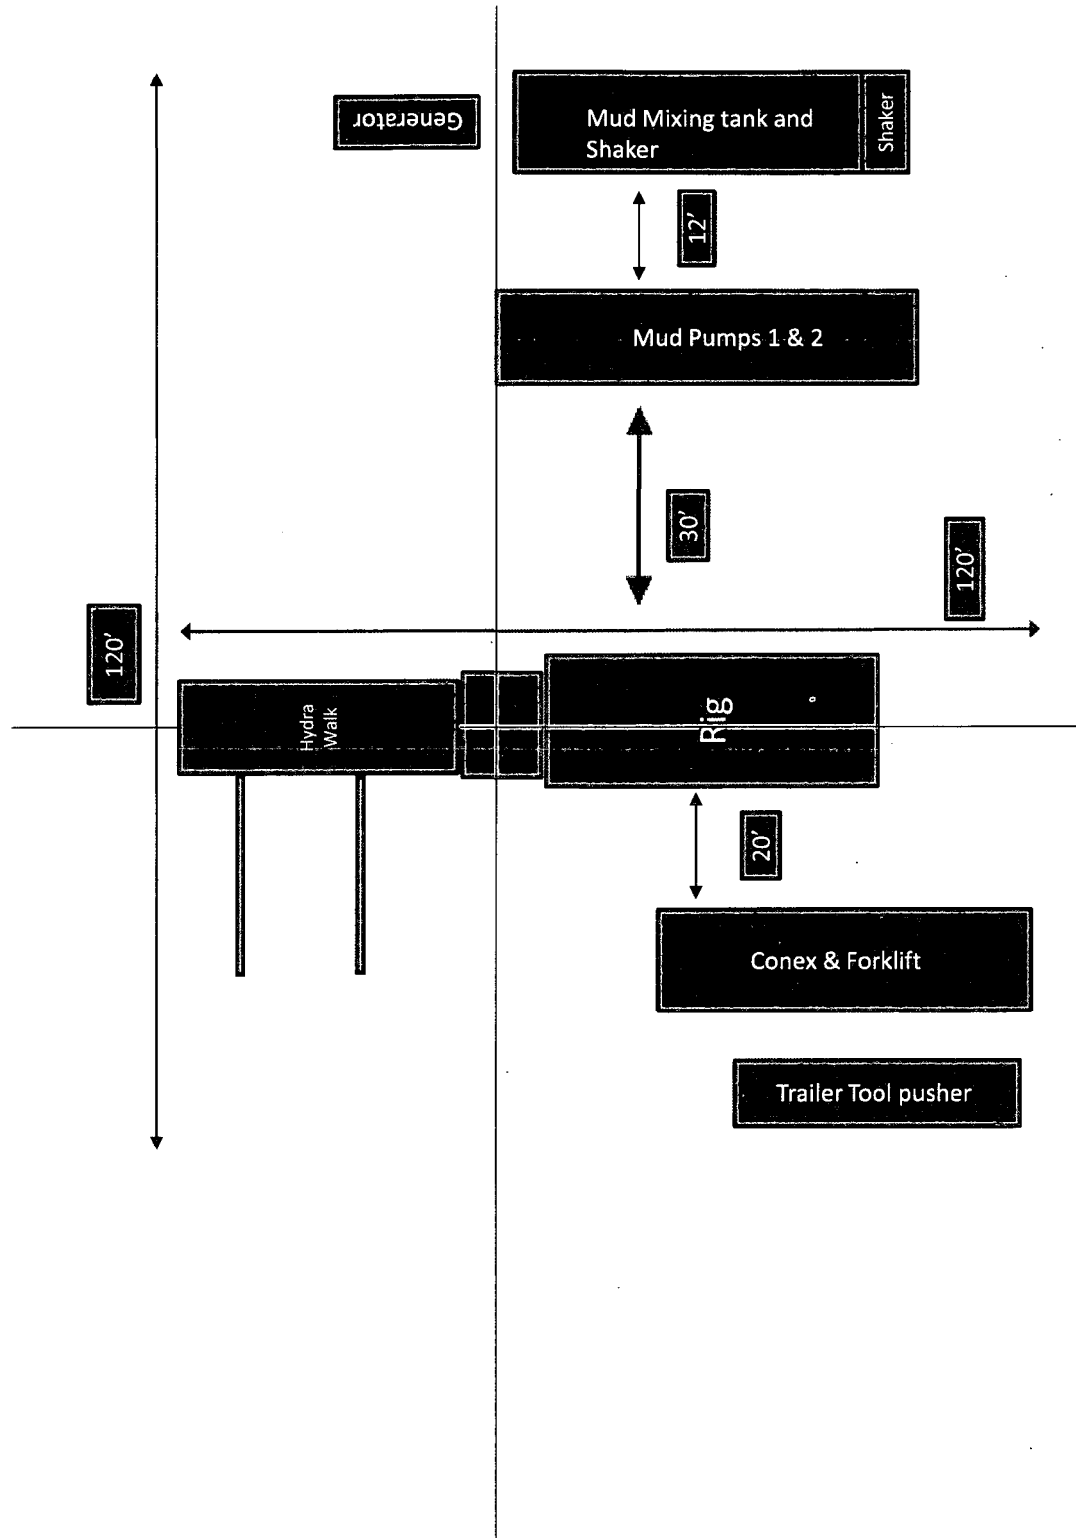 Generator
Mud Mixing tank and
Shaker
Shaker
12'
Mud Pumps 1 & 2
30'
120'
120'
Hydra
Walk
Rig
20'
Conex & Forklift
Trailer Tool pusher